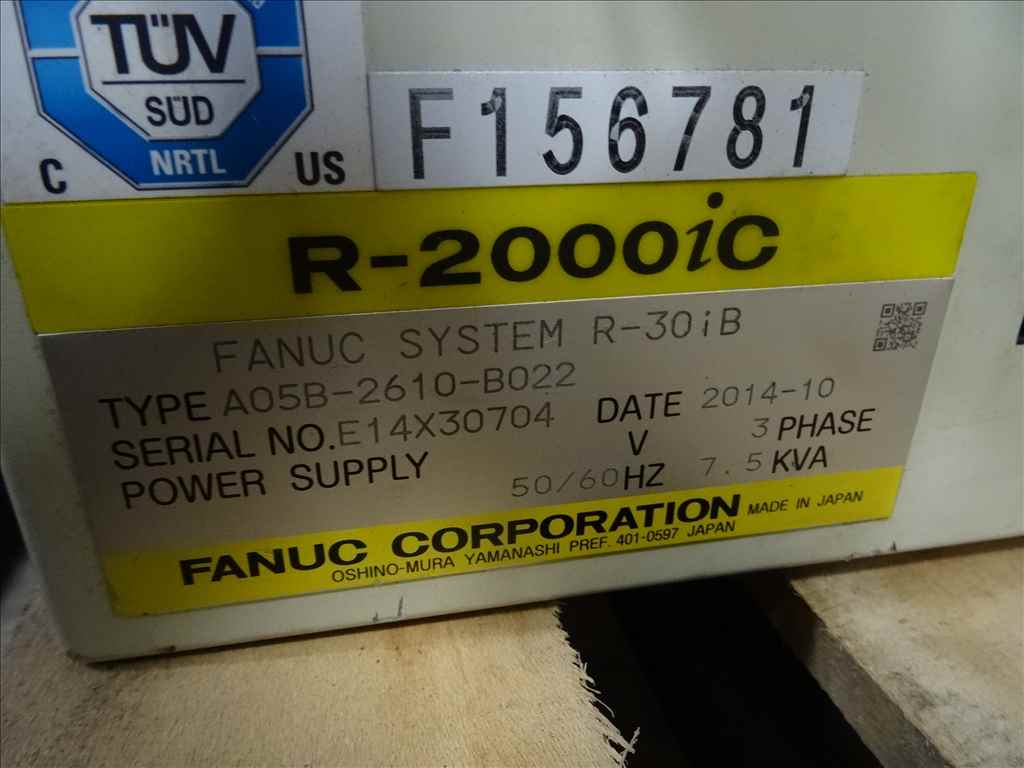 TÜV
SÜD
NRTL
C US
F156781
R-2000iC
FANUC SYSTEM R-30iB
TYPE A05B-2610-B022
SERIAL NO. E14X30704 DATE 2014-10
POWER SUPPLY V 3 PHASE
50/60HZ 7.5 KVA
FANUC CORPORATION MADE IN JAPAN
OSHINO-MURA YAMANASHI PREF. 401-0597 JAPAN